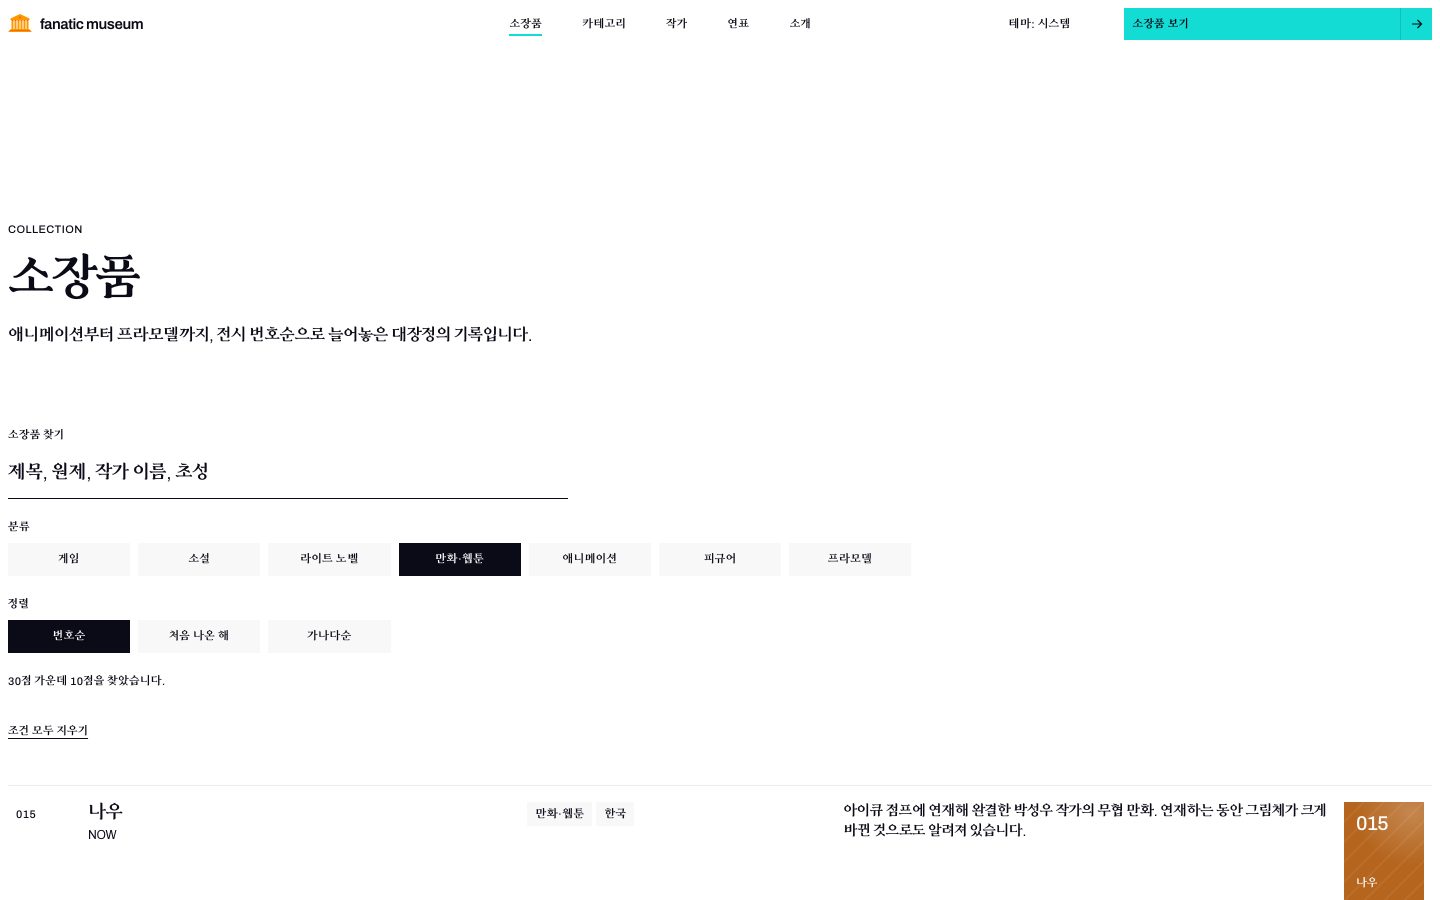 fanatic museum
소장품
카테고리
작가
연표
소개
테마: 시스템
소장품 보기
COLLECTION
소장품
애니메이션부터 프라모델까지, 전시 번호순으로 늘어놓은 대장정의 기록입니다.
소장품 찾기
제목, 원제, 작가 이름, 초성
분류
게임
소설
라이트 노벨
만화·웹툰
애니메이션
피규어
프라모델
정렬
번호순
처음 나온 해
가나다순
30점 가운데 10점을 찾았습니다.
조건 모두 지우기
015
나우
NOW
만화·웹툰
한국
아이큐 점프에 연재해 완결한 박성우 작가의 무협 만화. 연재하는 동안 그림체가 크게
바뀐 것으로도 알려져 있습니다.
015
나우